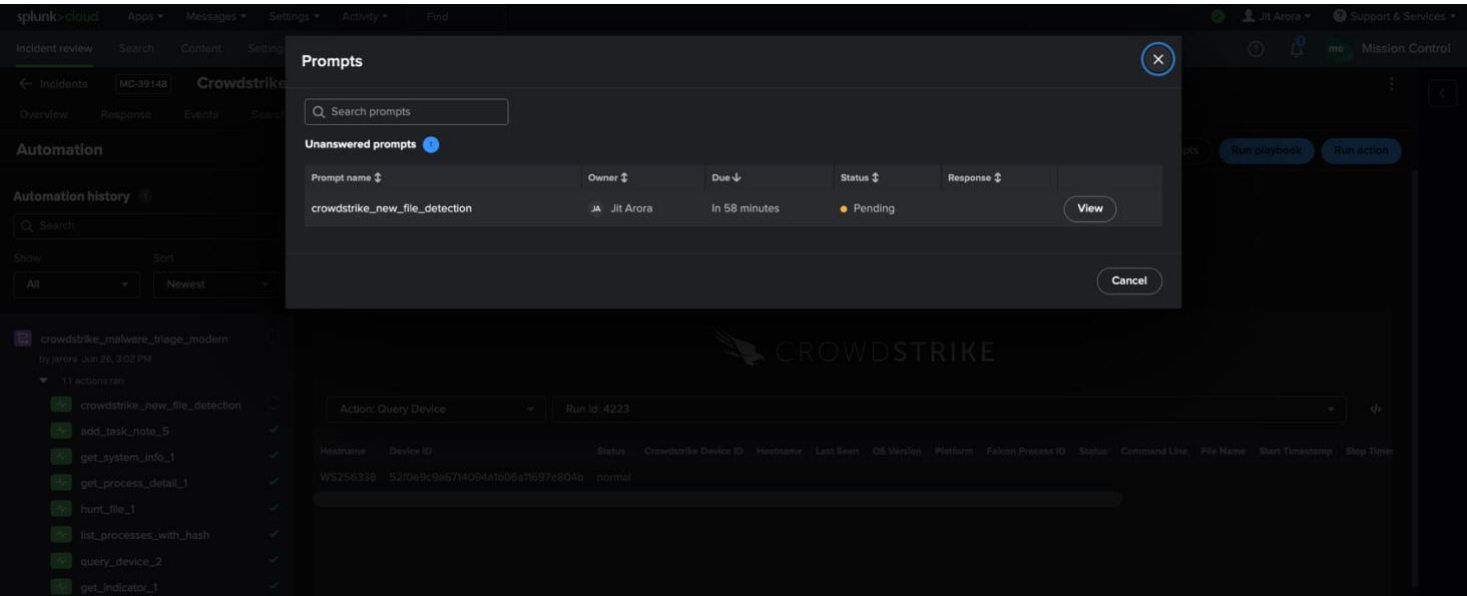 splunk>cloud Apps Messages Settings Activity Find Jit Arora Support & Services
Incident review Search Content Settings mc Mission Control
Prompts
Incidents MC-39148 Crowdstrike
Search prompts
Overview Response Events Search
Unanswered prompts 1
Automation Run playbook Run action
Prompt name Owner Due Status Response
Automation history
crowdstrike_new_file_detection JA Jit Arora In 58 minutes Pending View
Search
Show Sort
All Newest
Cancel
crowdstrike_malware_triage_modern
by jarora Jun 26, 3:02 PM
CROWDSTRIKE
11 actions ran
crowdstrike_new_file_detection
Action: Query Device Run Id: 4223
add_task_note_5
Hostname Device ID Status Crowdstrike Device ID Hostname Last Seen OS Version Platform Falcon Process ID Status Command Line File Name Start Timestamp Stop
get_system_info_1
WS256338 52f0e9c9a6714094a1b06a11697e804b normal
get_process_detail_1
hunt_file_1
list_processes_with_hash
query_device_2
get_indicator_1